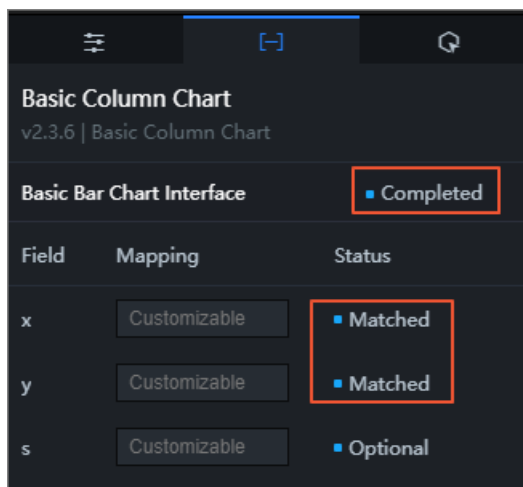 [···]
Basic Column Chart
v2.3.6 | Basic Column Chart
Basic Bar Chart Interface Completed
Field Mapping Status
x Customizable Matched
y Customizable Matched
s Customizable Optional